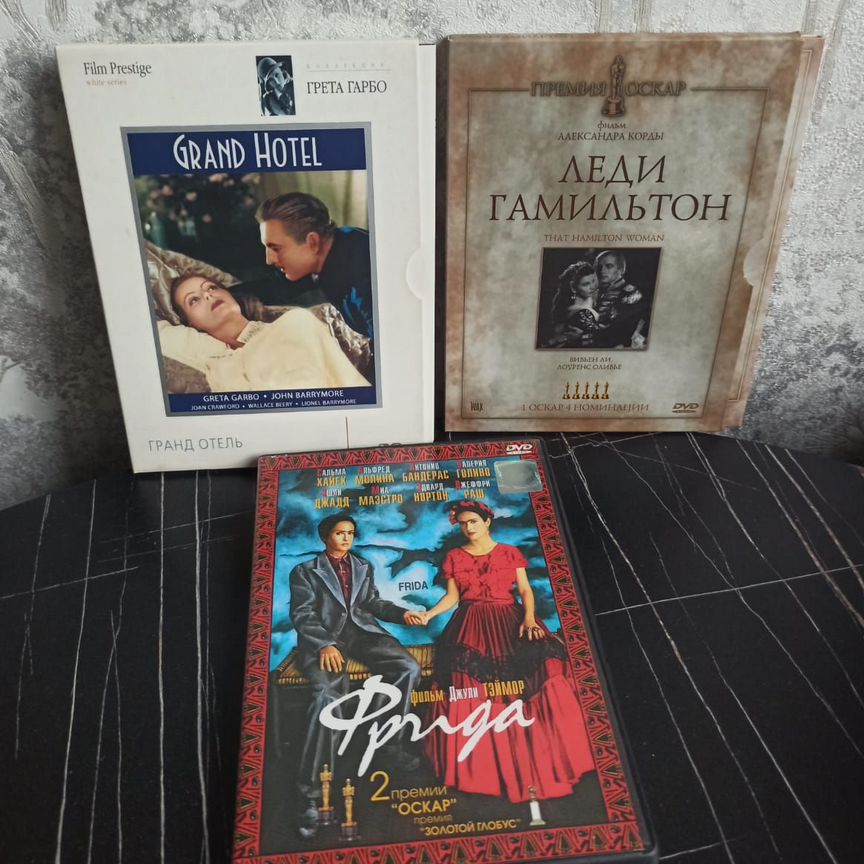 Film Prestige
white series
КОЛЛЕКЦИЯ
ГРЕТА ГАРБО
GRAND HOTEL
GRETA GARBO • JOHN BARRYMORE
JOAN CRAWFORD • WALLACE BEERY • LIONEL BARRYMORE
ГРАНД ОТЕЛЬ
ПРЕМИЯ ОСКАР
фильм
АЛЕКСАНДРА КОРДЫ
ЛЕДИ
ГАМИЛЬТОН
THAT HAMILTON WOMAN
ВИВЬЕН ЛИ,
ЛОУРЕНС ОЛИВЬЕ
1 ОСКАР 4 НОМИНАЦИИ
DVD
DVD
САЛЬМА ХАЙЕК
АЛЬФРЕД МОЛИНА
АНТОНИО БАНДЕРАС
ВАЛЕРИЯ ГОЛИНО
ЭШЛИ ДЖАДД
МИА МАЭСТРО
ЭДВАРД НОРТОН
ДЖЕФФРИ РАШ
FRIDA
фильм Джули ТЭЙМОР
Фрида
2 премии
"ОСКАР"
премия
"ЗОЛОТОЙ ГЛОБУС"